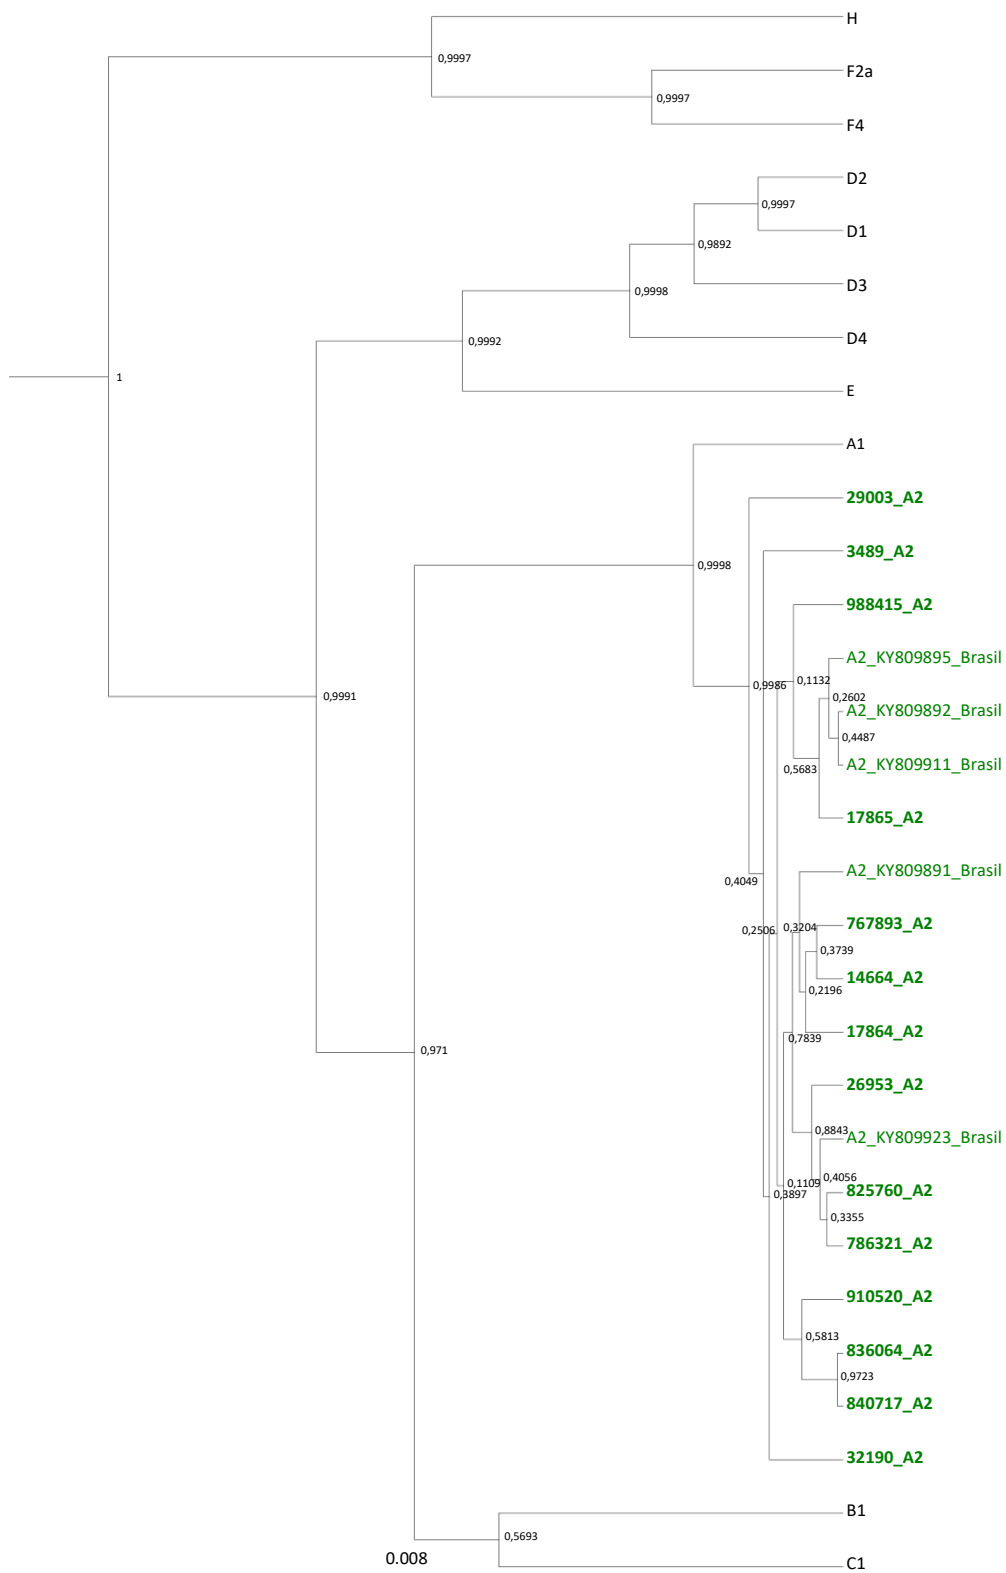 H
0,9997
F2a
0,9997
F4
D2
0,9997
D1
0,9892
D3
0,9998
D4
0,9992
1
E
A1
29003_A2
3489_A2
0,9998
988415_A2
A2_KY809895_Brasil
0,1132
0,9986
0,9991
0,2602
A2_KY809892_Brasil
0,4487
A2_KY809911_Brasil
0,5683
17865_A2
A2_KY809891_Brasil
0,4049
767893_A2
0,3204
0,2506
0,3739
14664_A2
0,2196
17864_A2
0,7839
0,971
26953_A2
0,8843
A2_KY809923_Brasil
0,4056
0,1109
825760_A2
0,3897
0,3355
786321_A2
910520_A2
0,5813
836064_A2
0,9723
840717_A2
32190_A2
B1
0,5693
0.008
C1